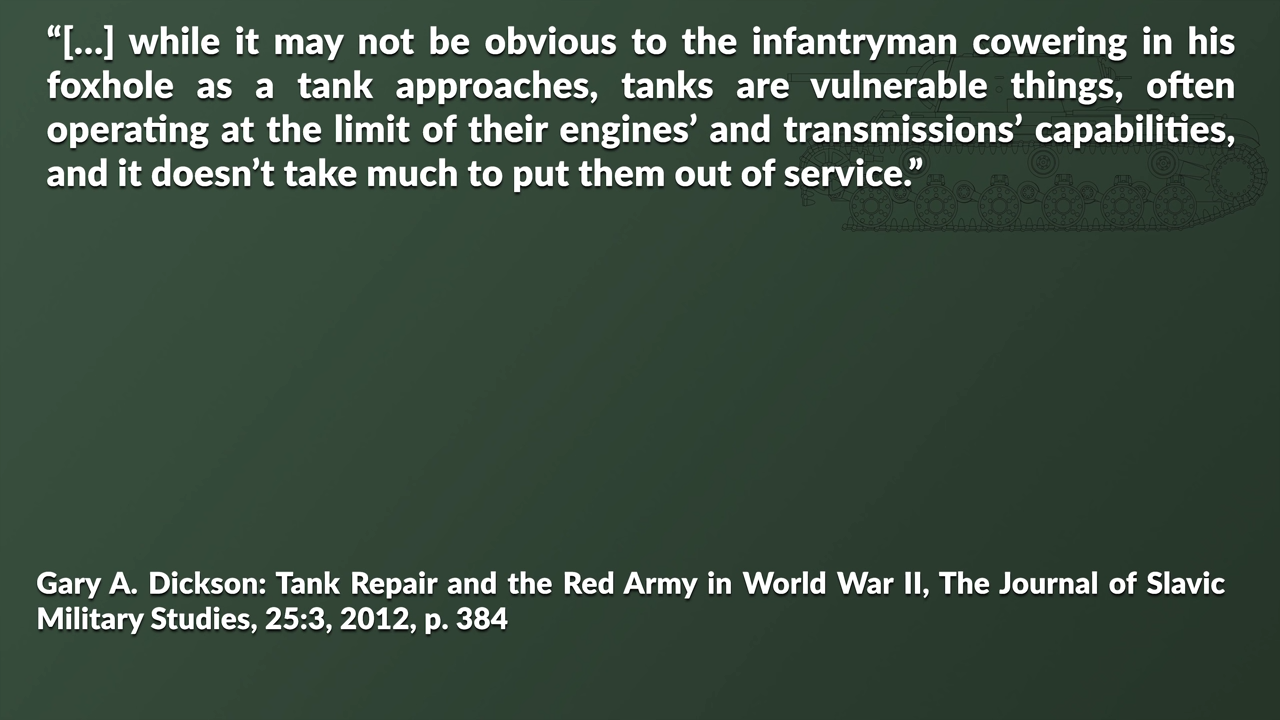 “[...] while it may not be obvious to the infantryman cowering in his
foxhole as a tank approaches, tanks are vulnerable things, often
operating at the limit of their engines’ and transmissions’ capabilities,
and it doesn’t take much to put them out of service.”
Gary A. Dickson: Tank Repair and the Red Army in World War II, The Journal of Slavic
Military Studies, 25:3, 2012, p. 384